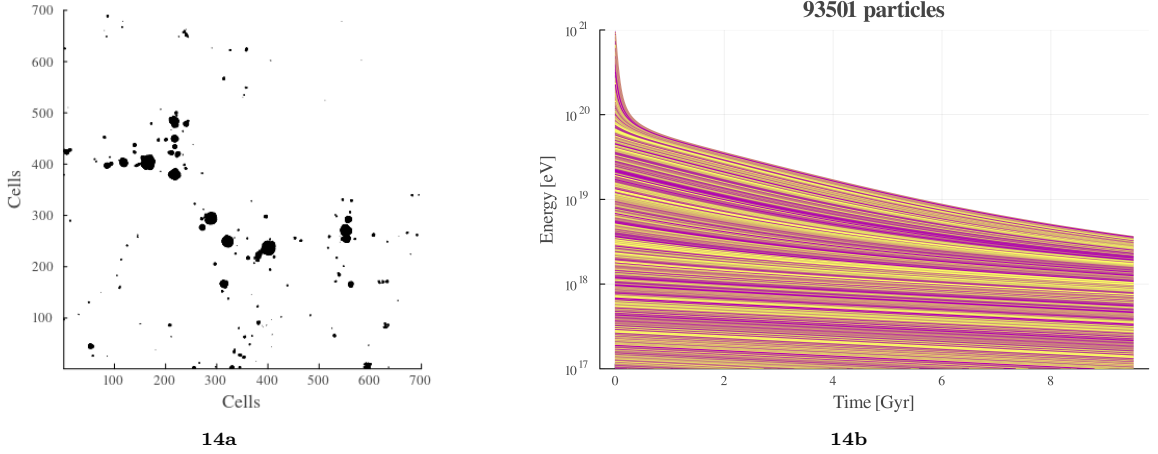 700
600
500
400
300
200
100
Cells
100 200 300 400 500 600 700
Cells
14a
93501 particles
10^21
10^20
10^19
10^18
10^17
Energy [eV]
0 2 4 6 8
Time [Gyr]
14b